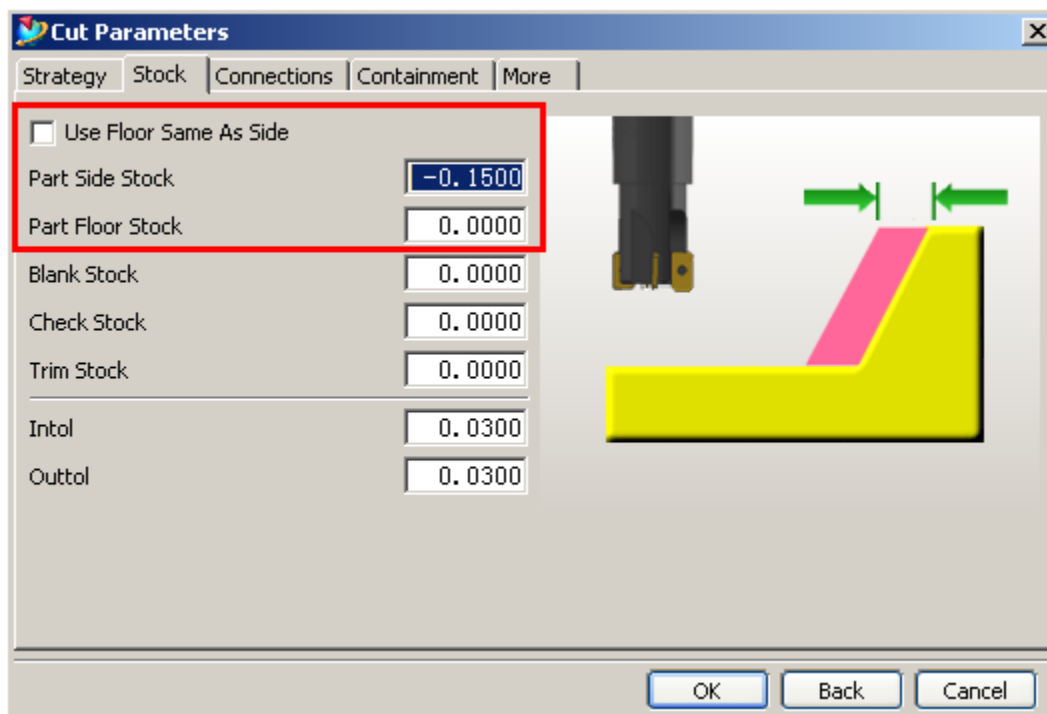 Cut Parameters
Strategy Stock Connections Containment More
Use Floor Same As Side
Part Side Stock -0.1500
Part Floor Stock 0.0000
Blank Stock 0.0000
Check Stock 0.0000
Trim Stock 0.0000
Intol 0.0300
Outtol 0.0300
OK Back Cancel